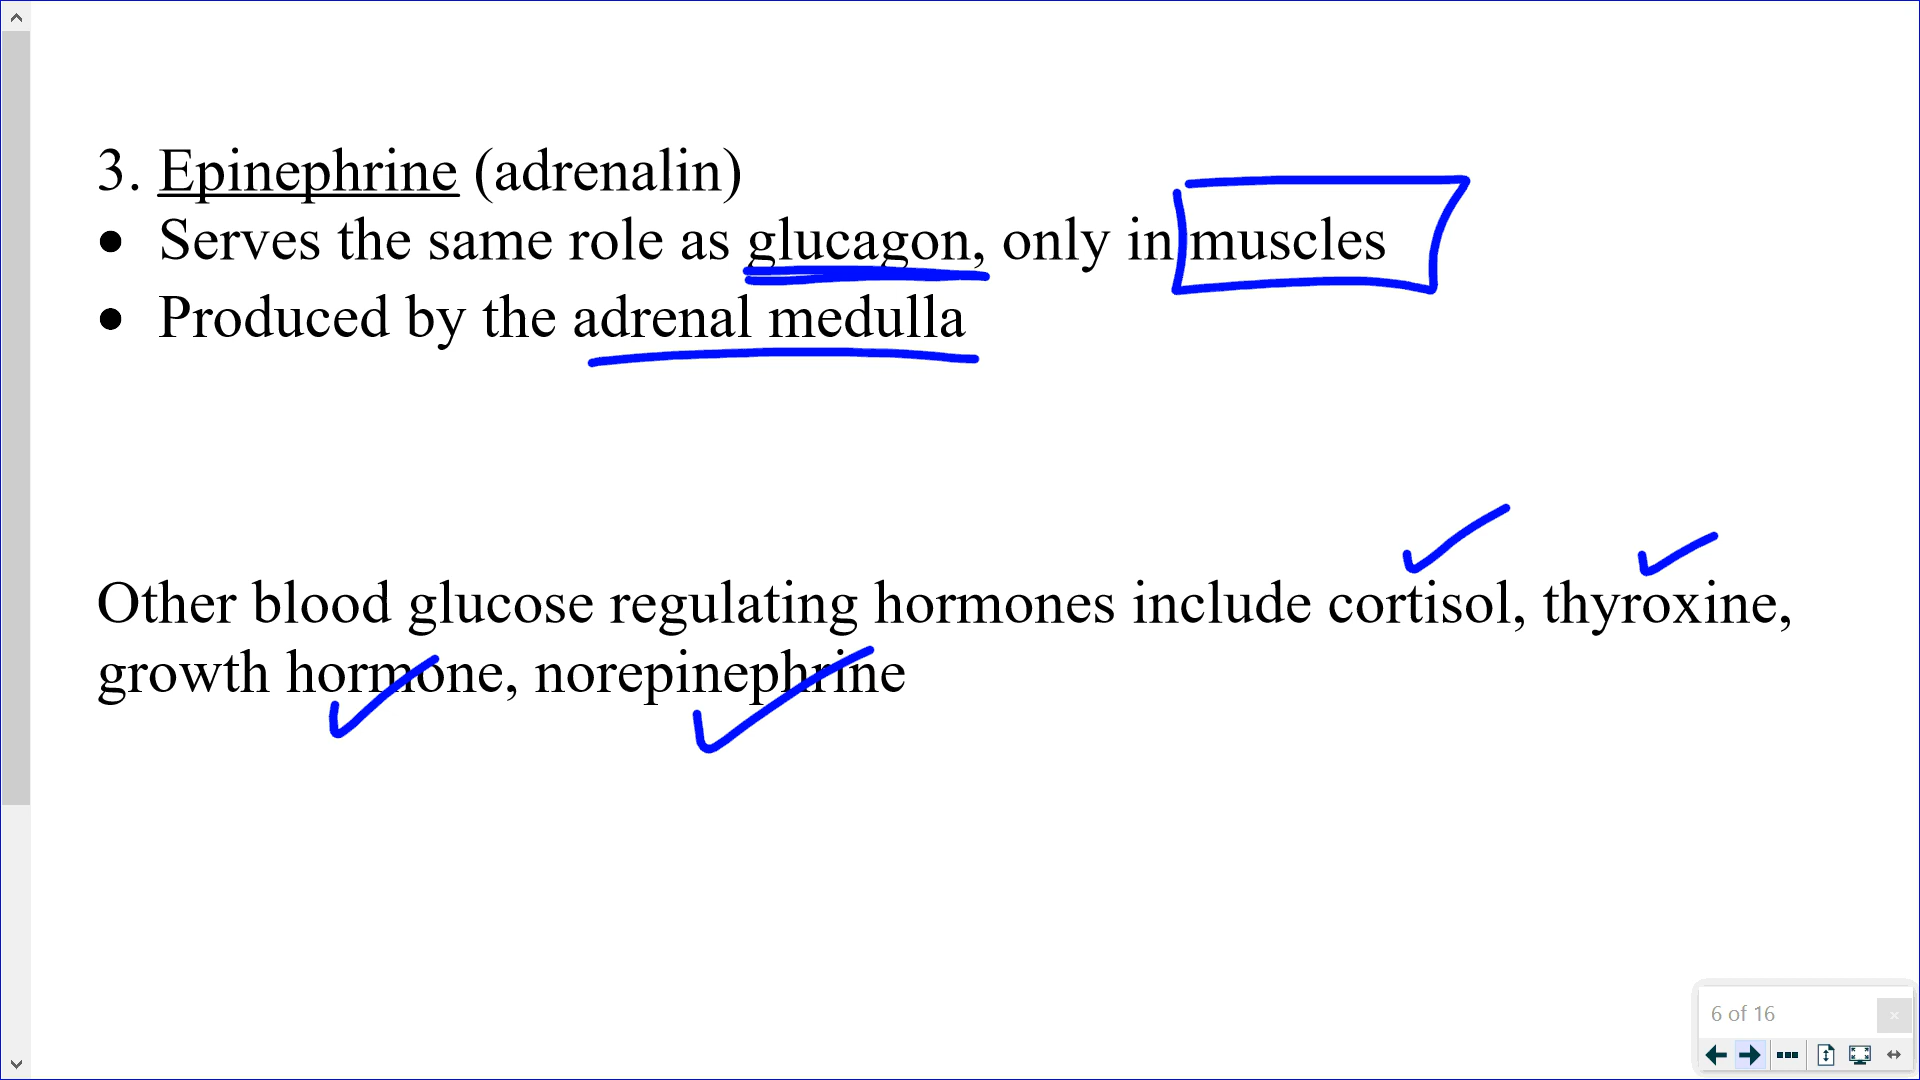 3. Epinephrine (adrenalin)
● Serves the same role as glucagon, only in muscles
● Produced by the adrenal medulla
Other blood glucose regulating hormones include cortisol, thyroxine,
growth hormone, norepinephrine
6 of 16